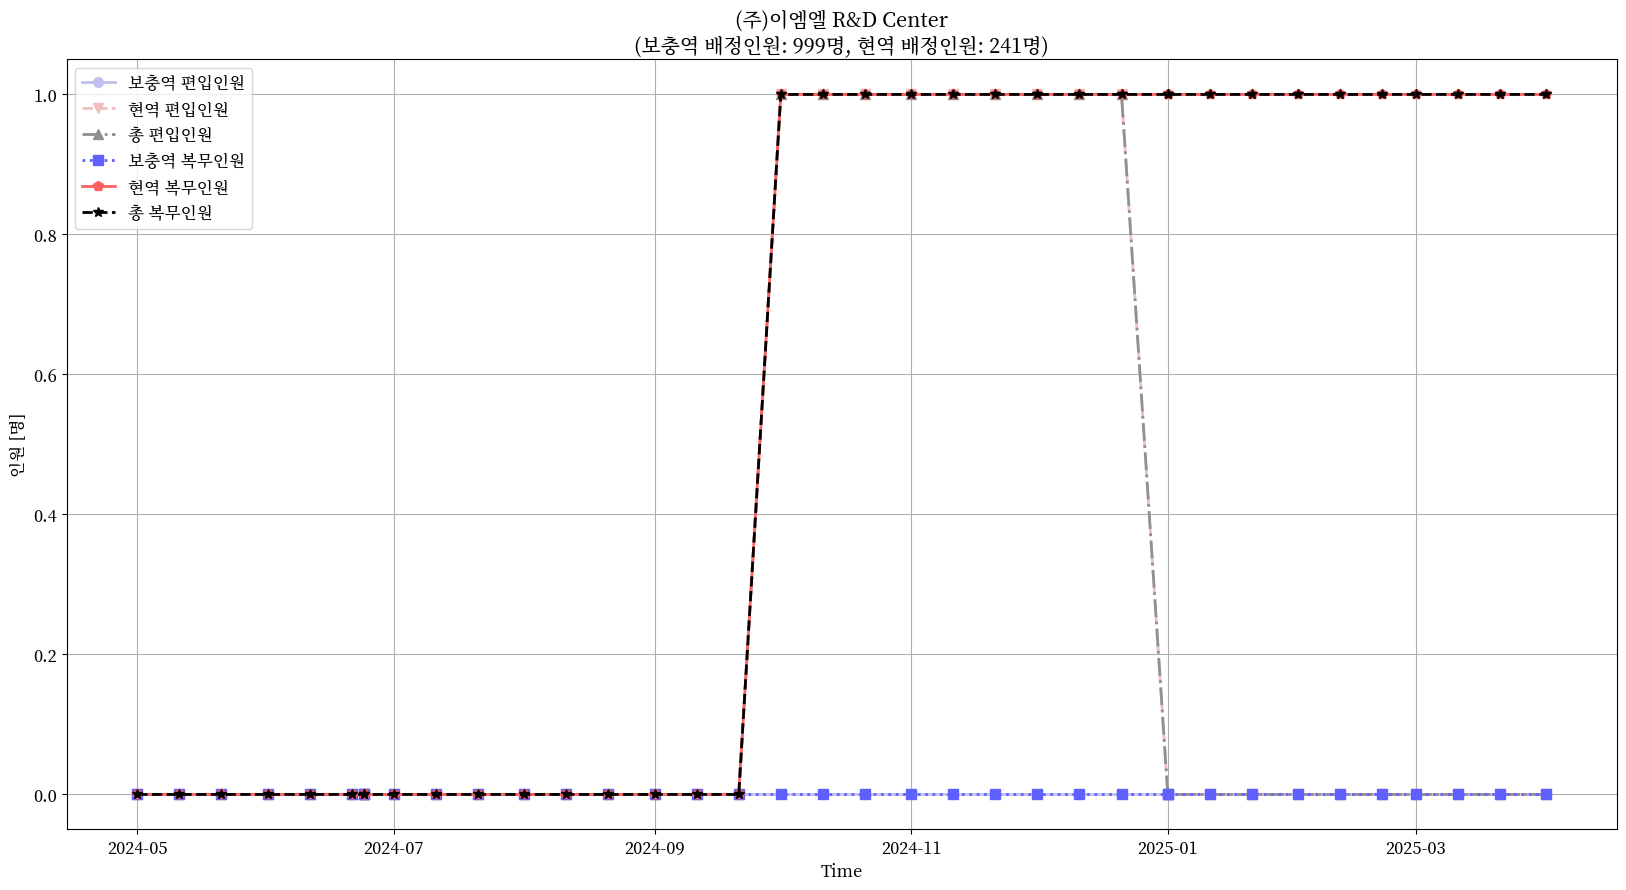 (주)이엠엘 R&D Center
(보충역 배정인원: 999명, 현역 배정인원: 241명)
보충역 편입인원
현역 편입인원
총 편입인원
보충역 복무인원
현역 복무인원
총 복무인원
1.0
0.8
0.6
0.4
0.2
0.0
인원 [명]
2024-05
2024-07
2024-09
2024-11
2025-01
2025-03
Time